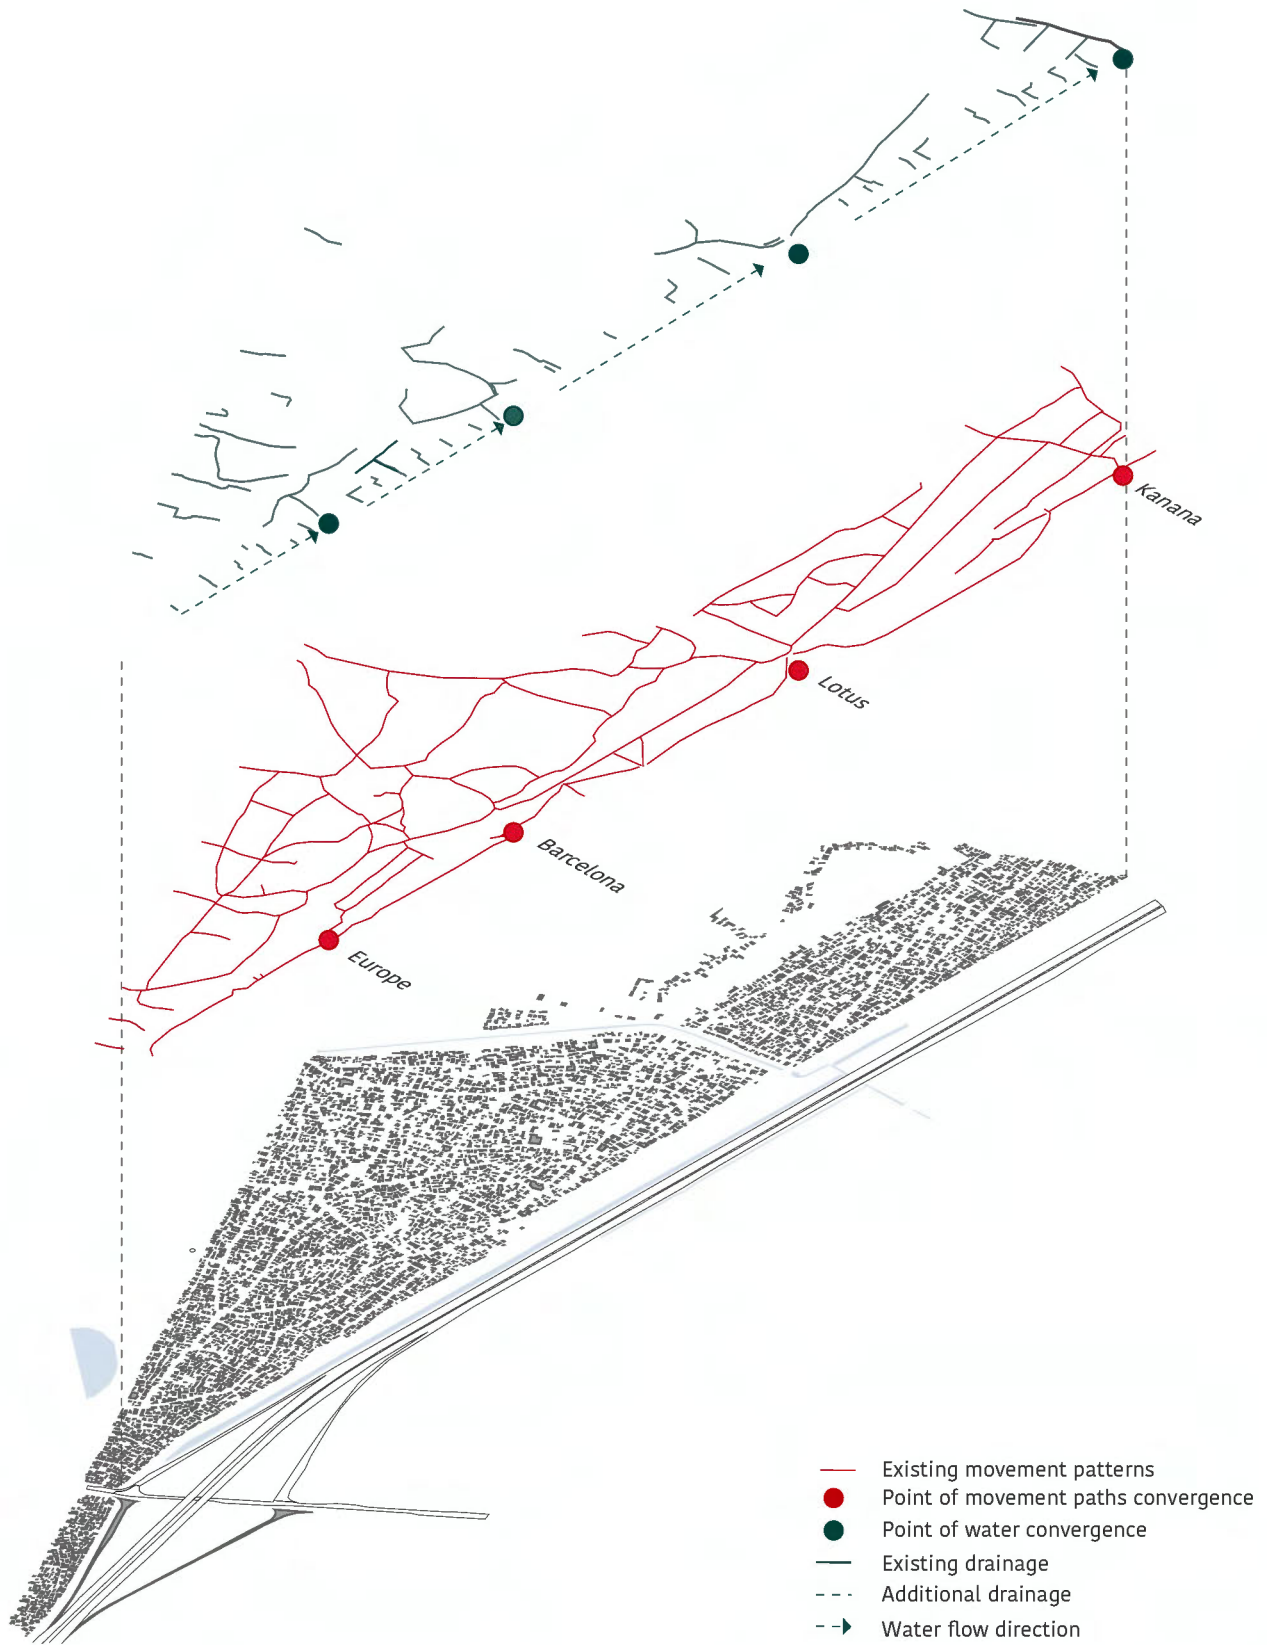 Kanana
Lotus
Barcelona
Europe
Existing movement patterns
Point of movement paths convergence
Point of water convergence
Existing drainage
Additional drainage
Water flow direction